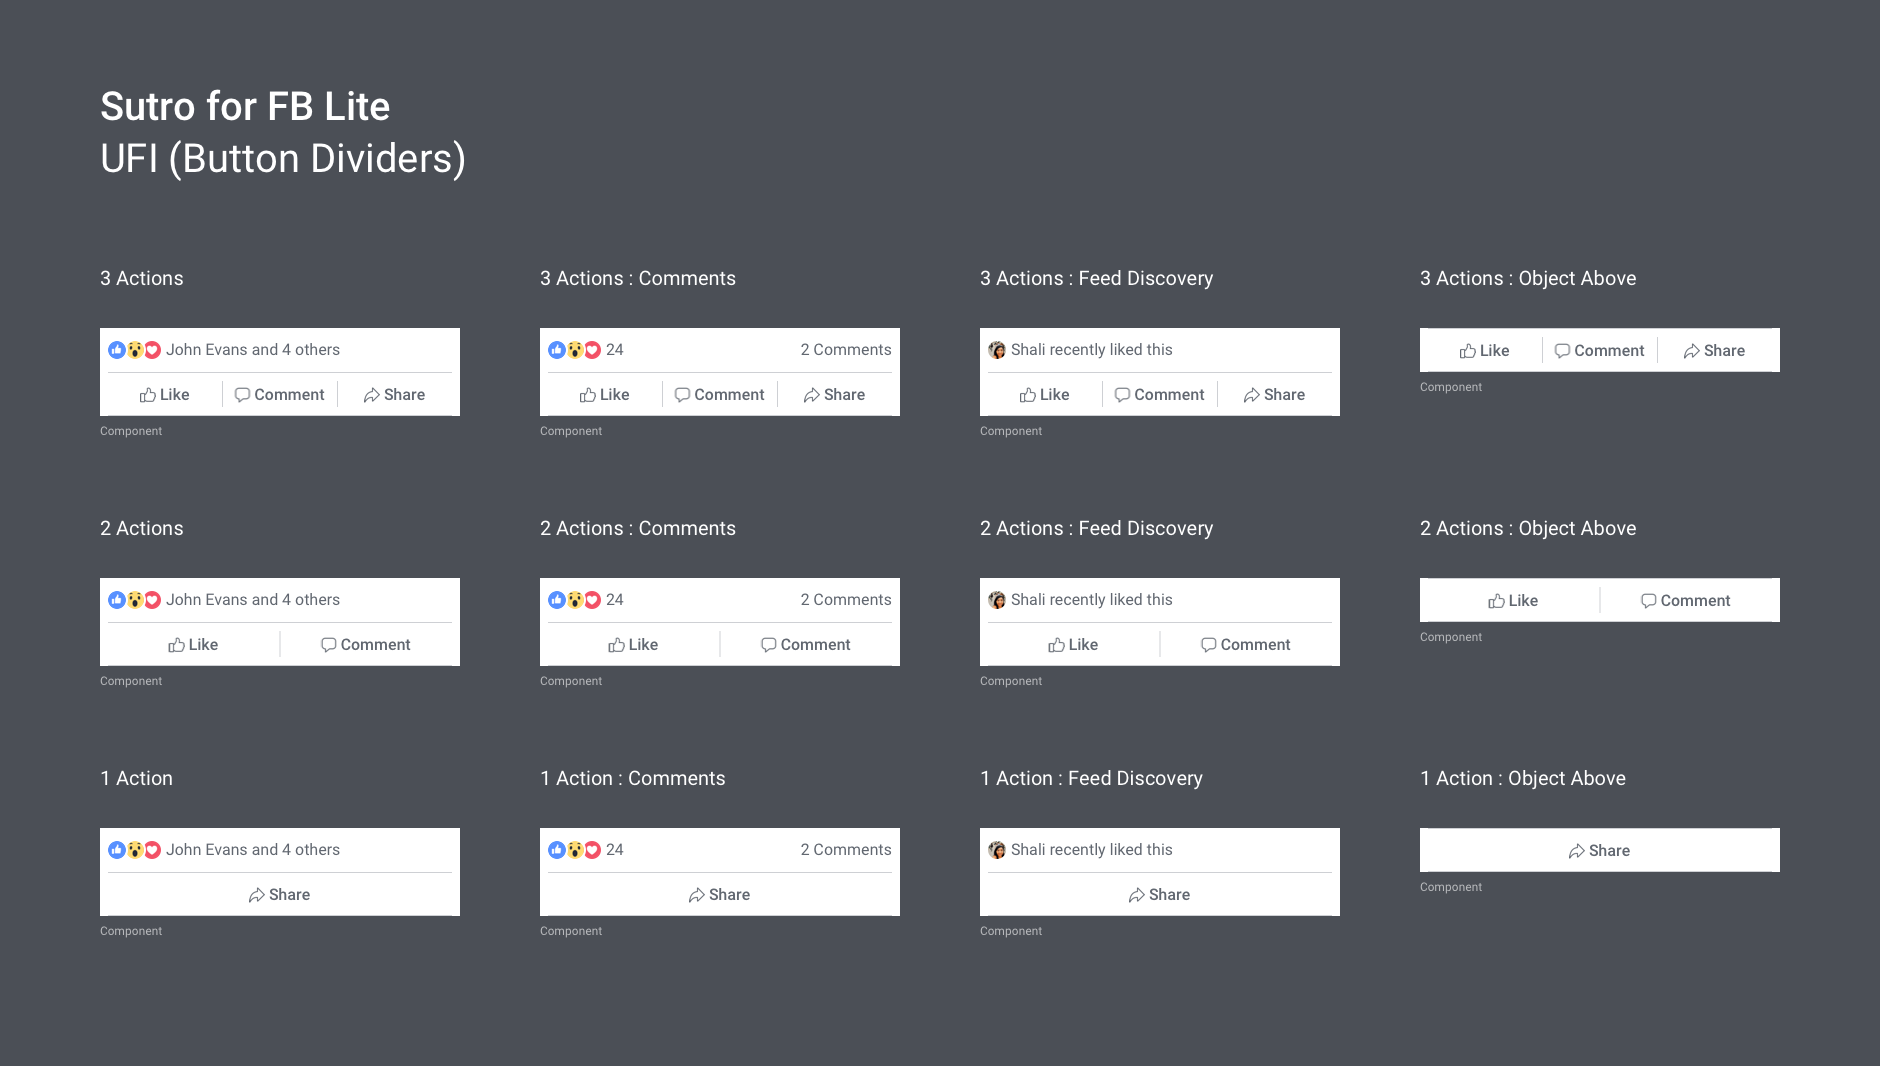 Sutro for FB Lite
UFI (Button Dividers)
3 Actions
3 Actions : Comments
3 Actions : Feed Discovery
3 Actions : Object Above
John Evans and 4 others
Like Comment Share
Component
24 2 Comments
Like Comment Share
Component
Shali recently liked this
Like Comment Share
Component
Like Comment Share
Component
2 Actions
2 Actions : Comments
2 Actions : Feed Discovery
2 Actions : Object Above
John Evans and 4 others
Like Comment
Component
24 2 Comments
Like Comment
Component
Shali recently liked this
Like Comment
Component
Like Comment
Component
1 Action
1 Action : Comments
1 Action : Feed Discovery
1 Action : Object Above
John Evans and 4 others
Share
Component
24 2 Comments
Share
Component
Shali recently liked this
Share
Component
Share
Component